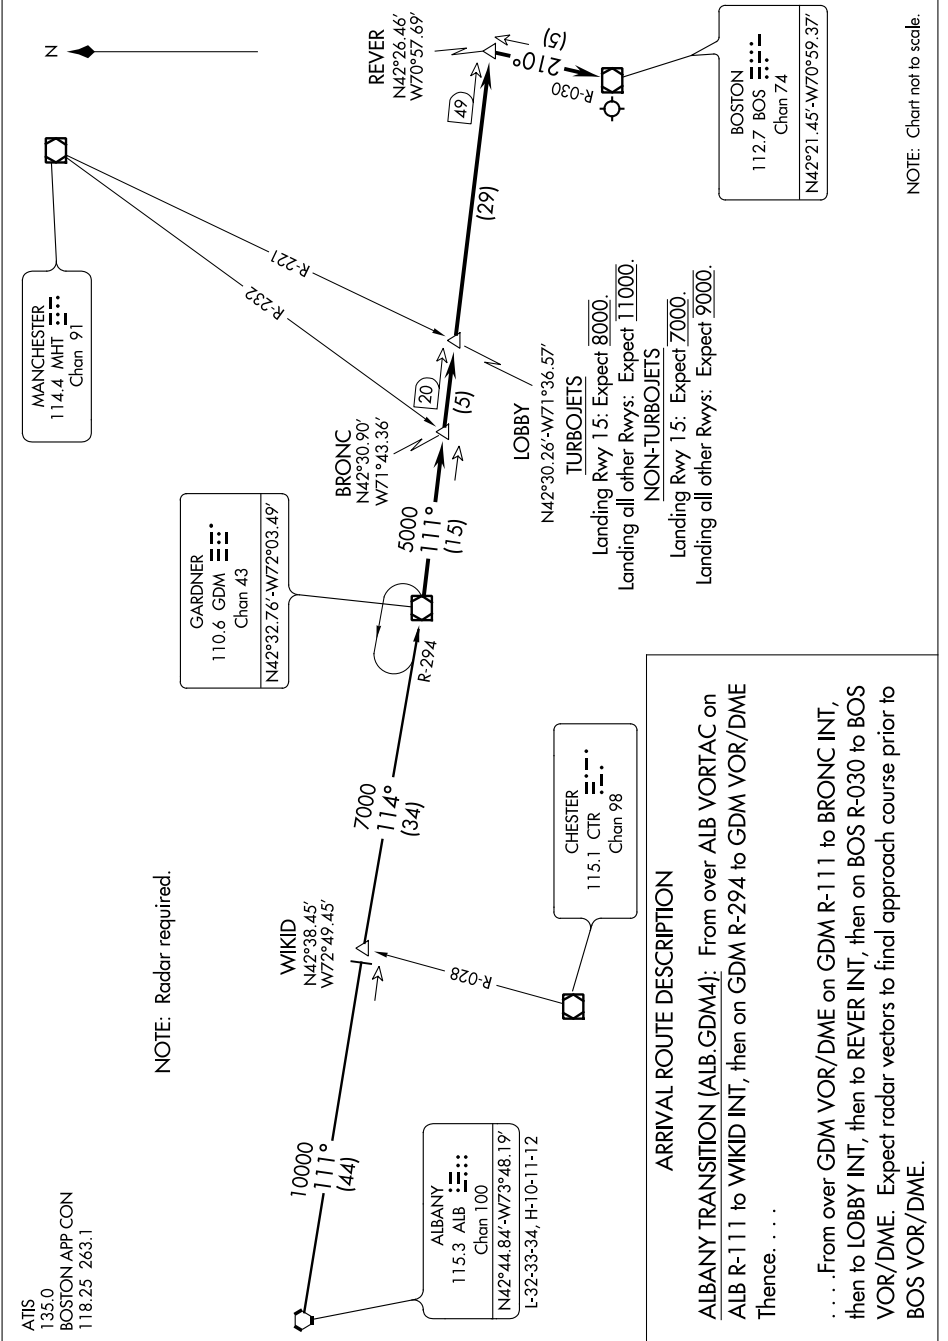 ATIS
135.0
BOSTON APP CON
118.25 263.1
NOTE: Radar required.
N
MANCHESTER
114.4 MHT
Chan 91
GARDNER
110.6 GDM
Chan 43
N42°32.76'-W72°03.49'
ALBANY
115.3 ALB
Chan 100
N42°44.84'-W73°48.19'
L-32-33-34, H-10-11-12
10000
111°
(44)
WIKID
N42°38.45'
W72°49.45'
R-028
CHESTER
115.1 CTR
Chan 98
7000
114°
(34)
R-294
5000
111°
(15)
BRONC
N42°30.90'
W71°43.36'
R-232
R-221
20
(5)
LOBBY
N42°30.26'-W71°36.57'
TURBOJETS
Landing Rwy 15: Expect 8000.
Landing all other Rwys: Expect 11000.
NON-TURBOJETS
Landing Rwy 15: Expect 7000.
Landing all other Rwys: Expect 9000.
(29)
49
REVER
N42°26.46'
W70°57.69'
210°
(5)
R-030
BOSTON
112.7 BOS
Chan 74
N42°21.45'-W70°59.37'
NOTE: Chart not to scale.
ARRIVAL ROUTE DESCRIPTION
ALBANY TRANSITION (ALB.GDM4): From over ALB VORTAC on
ALB R-111 to WIKID INT, then on GDM R-294 to GDM VOR/DME
Thence. . . .
. . . .From over GDM VOR/DME on GDM R-111 to BRONC INT,
then to LOBBY INT, then to REVER INT, then on BOS R-030 to BOS
VOR/DME. Expect radar vectors to final approach course prior to
BOS VOR/DME.